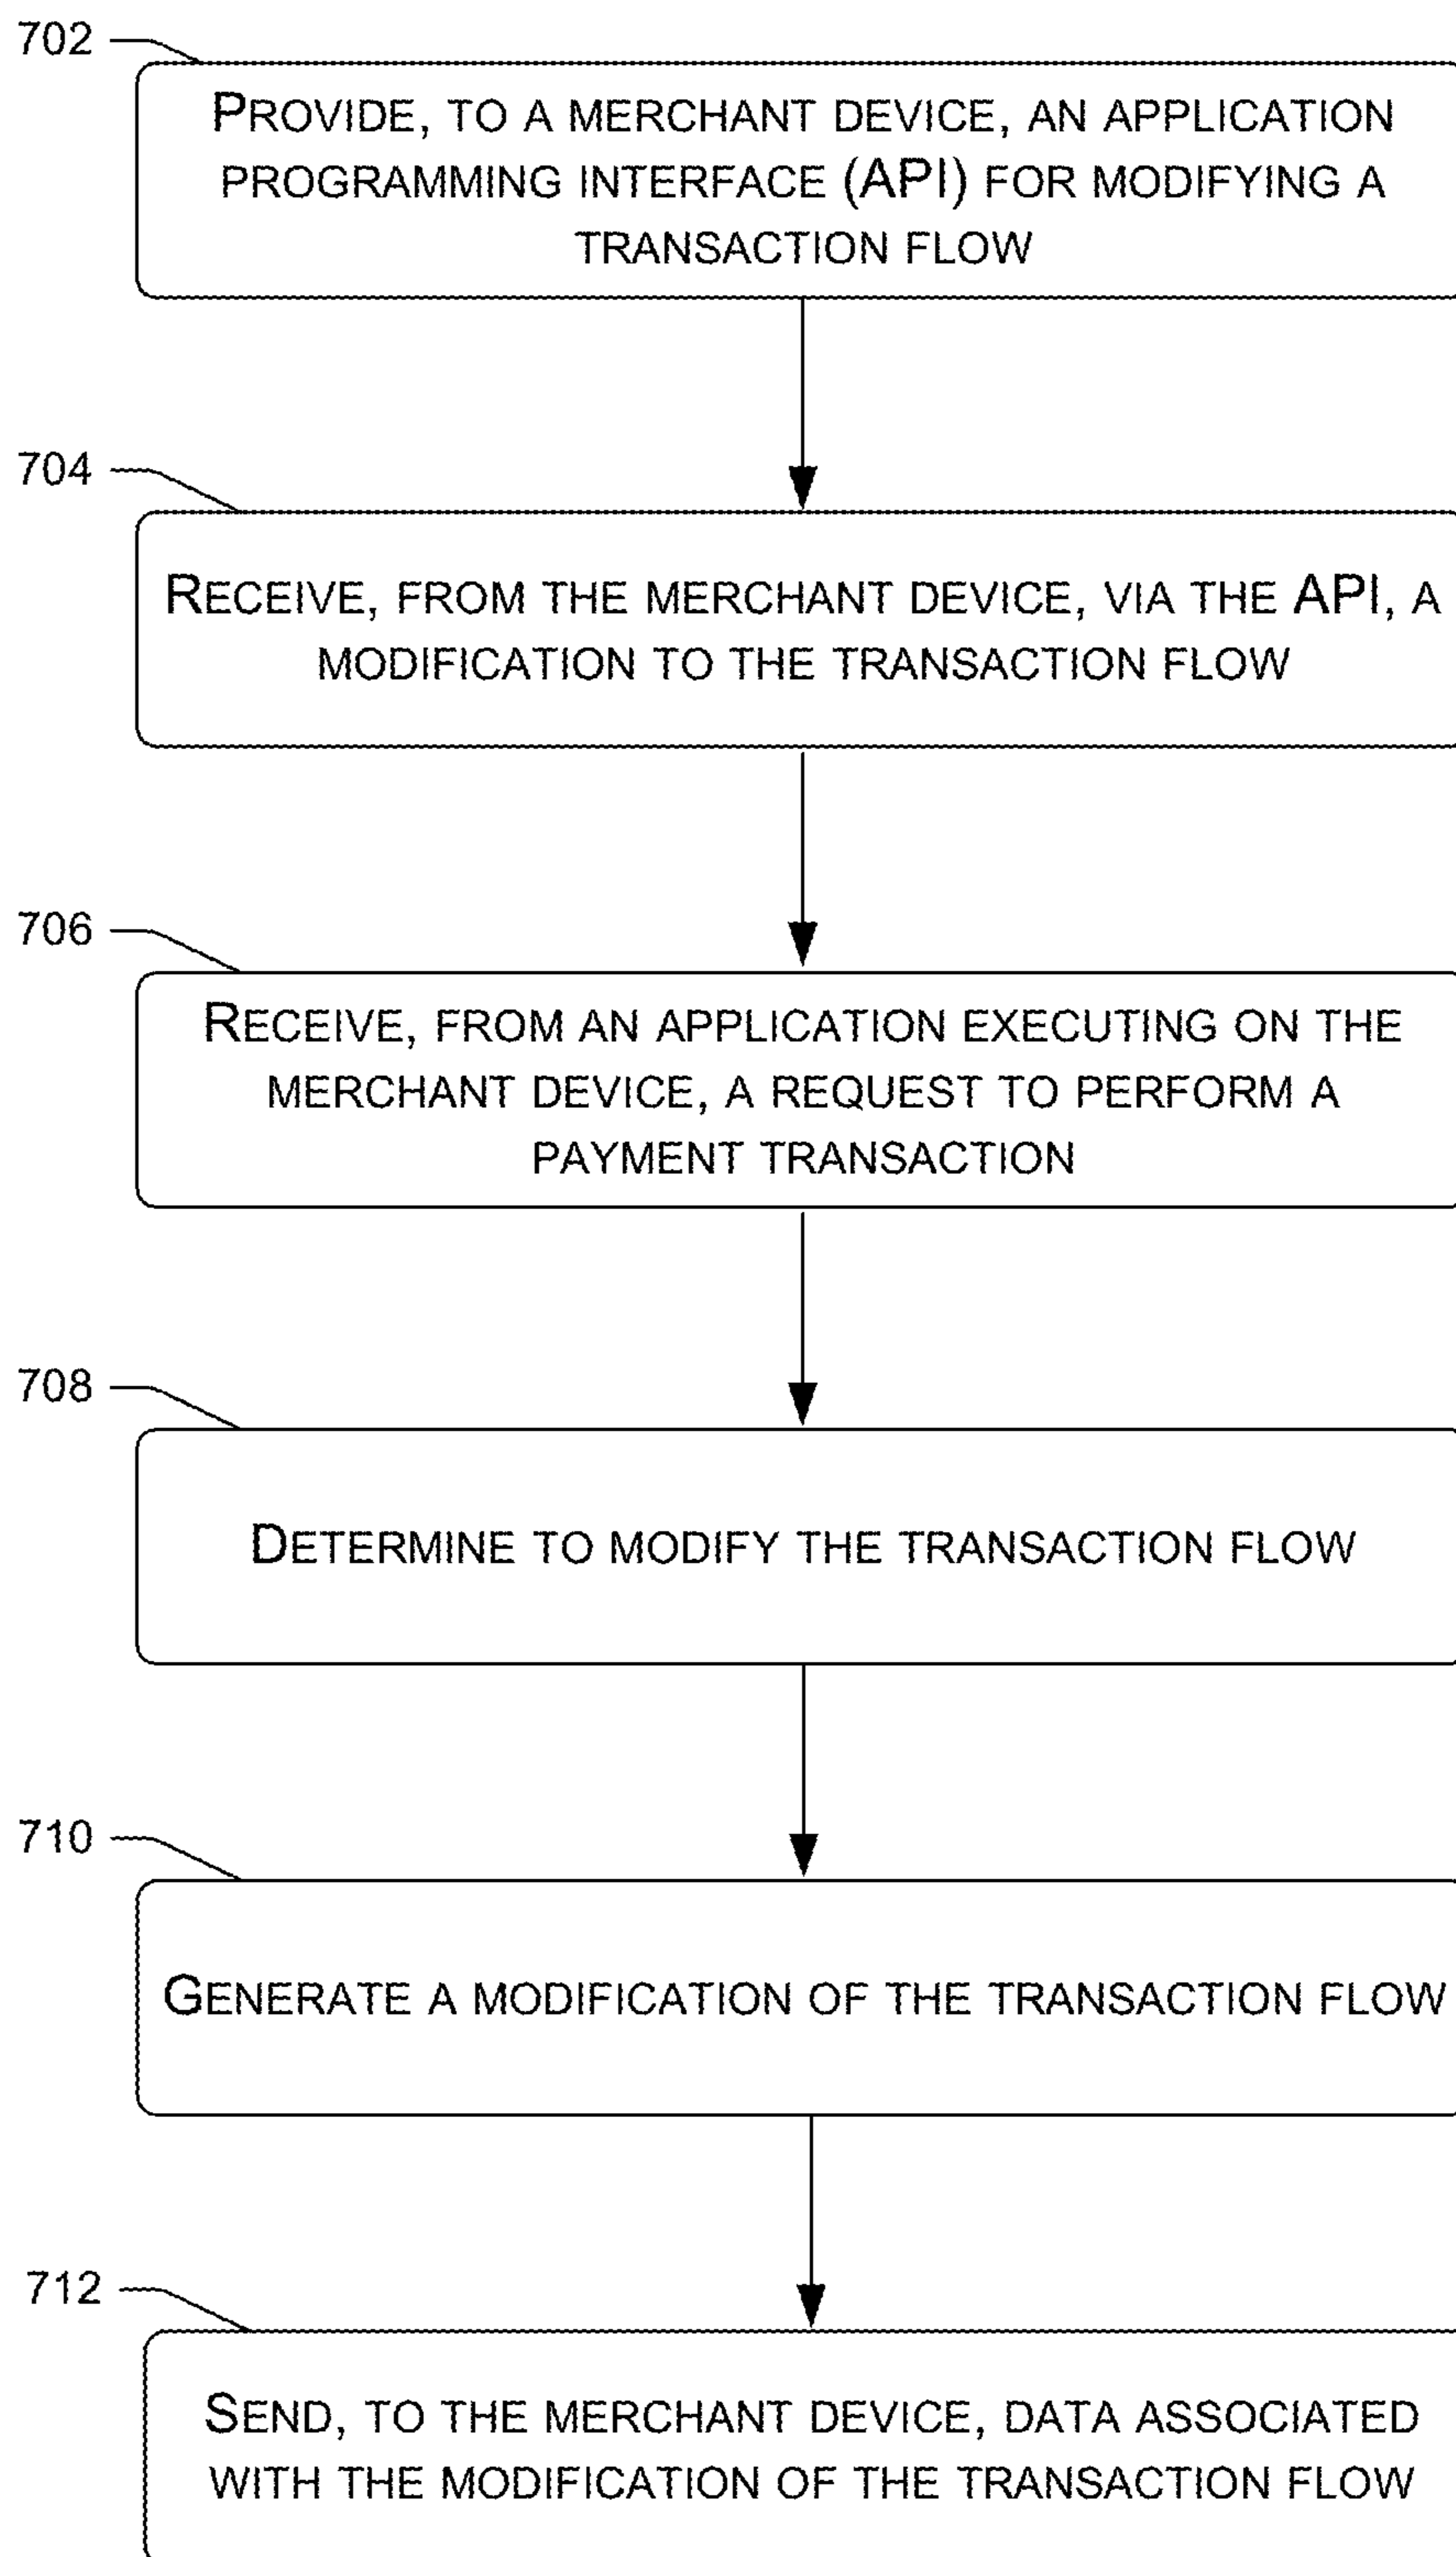 702
PROVIDE, TO A MERCHANT DEVICE, AN APPLICATION
PROGRAMMING INTERFACE (API) FOR MODIFYING A
TRANSACTION FLOW
704
RECEIVE, FROM THE MERCHANT DEVICE, VIA THE API, A
MODIFICATION TO THE TRANSACTION FLOW
706
RECEIVE, FROM AN APPLICATION EXECUTING ON THE
MERCHANT DEVICE, A REQUEST TO PERFORM A
PAYMENT TRANSACTION
708
DETERMINE TO MODIFY THE TRANSACTION FLOW
710
GENERATE A MODIFICATION OF THE TRANSACTION FLOW
712
SEND, TO THE MERCHANT DEVICE, DATA ASSOCIATED
WITH THE MODIFICATION OF THE TRANSACTION FLOW